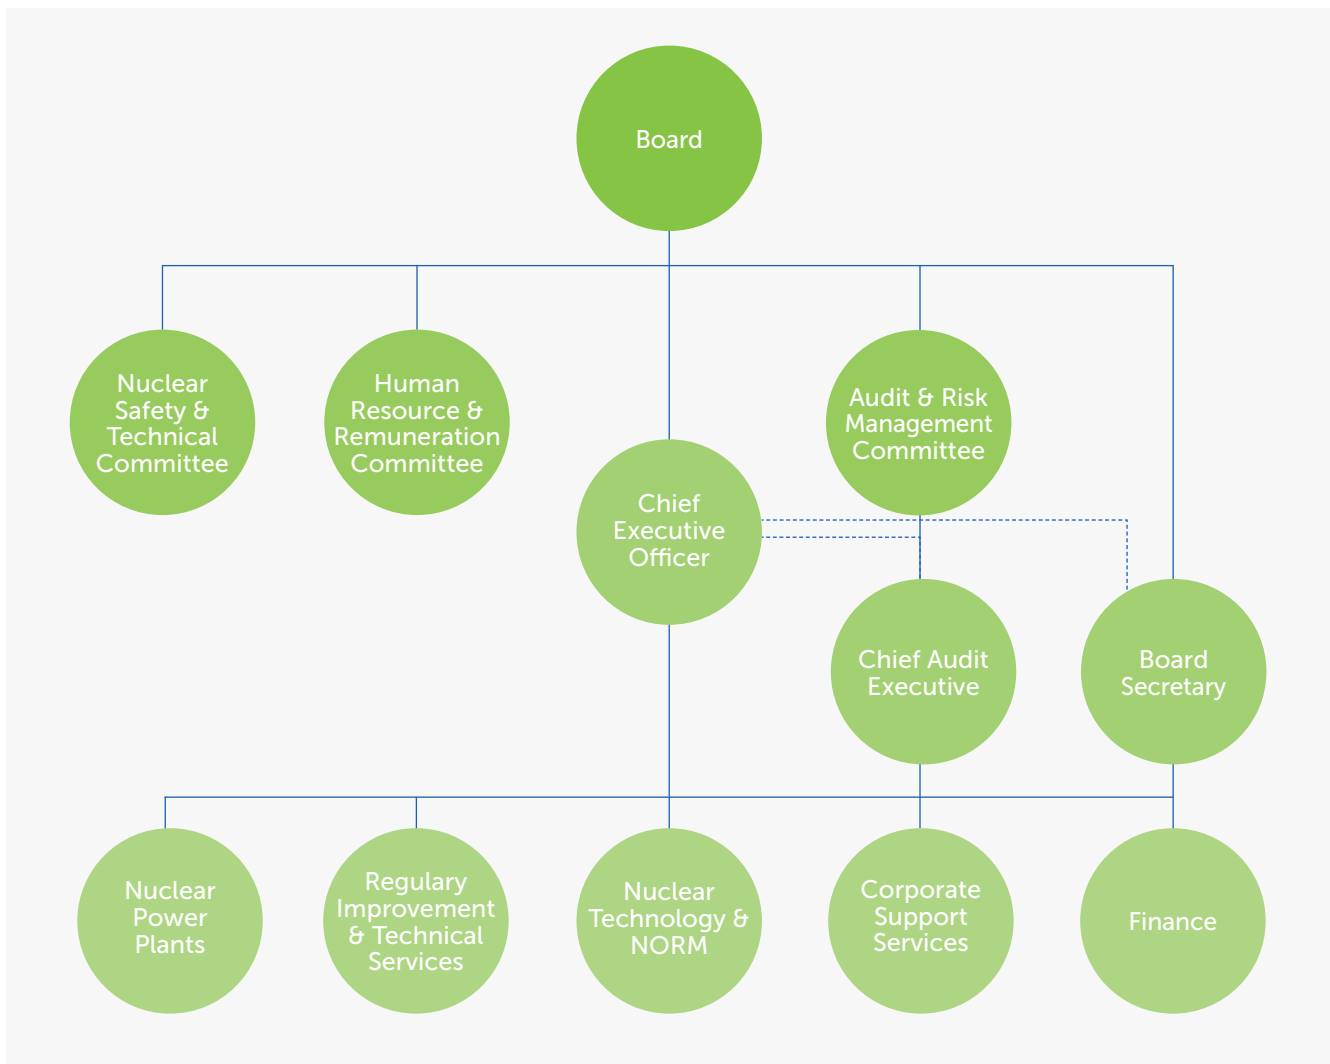 Board
Nuclear
Safety &
Technical
Committee
Human
Resource &
Remuneration
Committee
Audit & Risk
Management
Committee
Chief
Executive
Officer
Chief Audit
Executive
Board
Secretary
Nuclear
Power
Plants
Regulary
Improvement
& Technical
Services
Nuclear
Technology &
NORM
Corporate
Support
Services
Finance